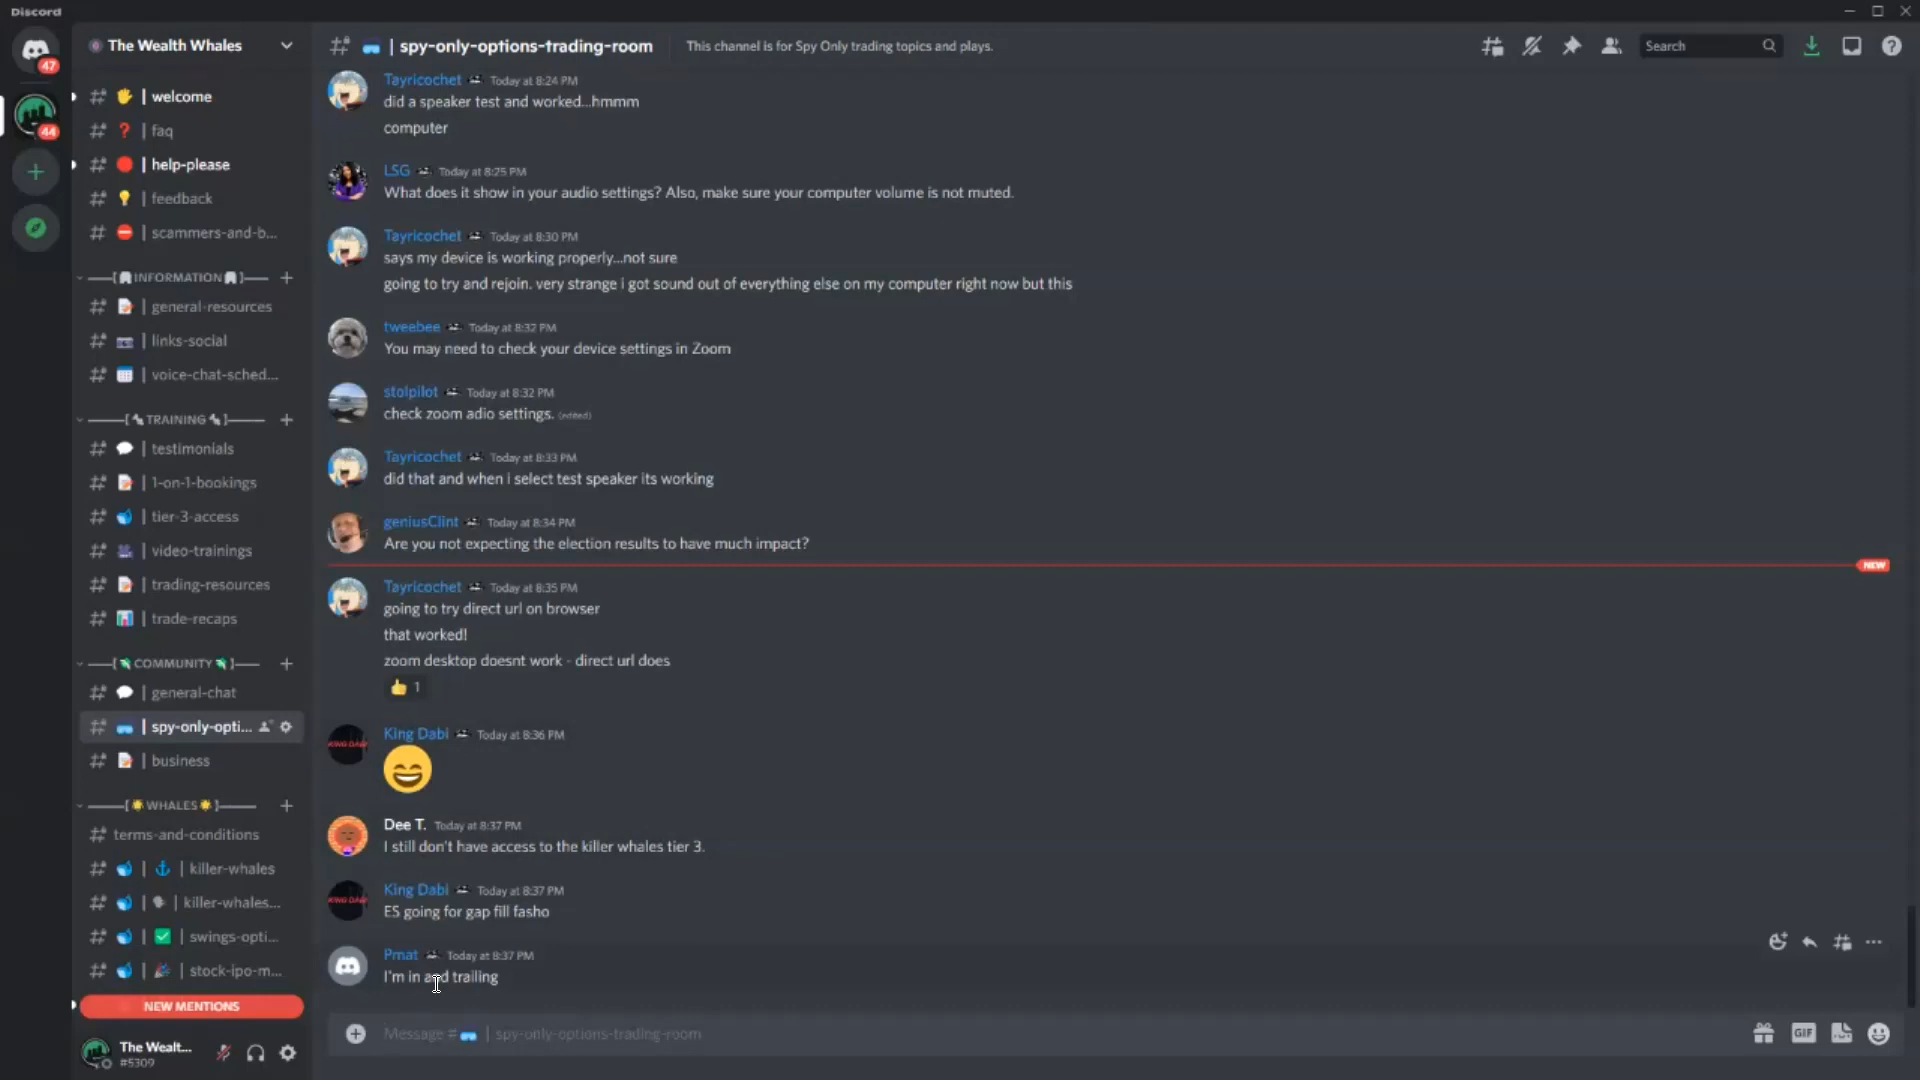 Discord
The Wealth Whales
| spy-only-options-trading-room
This channel is for Spy Only trading topics and plays.
Search
47
44
| welcome
| faq
| help-please
| feedback
| scammers-and-b...
[INFORMATION]
| general-resources
| links-social
| voice-chat-sched...
[TRAINING]
| testimonials
| 1-on-1-bookings
| tier-3-access
| video-trainings
| trading-resources
| trade-recaps
[COMMUNITY]
| general-chat
| spy-only-opti...
| business
[WHALES]
terms-and-conditions
| | killer-whales
| | killer-whales...
| | swings-opti...
| | stock-ipo-m...
NEW MENTIONS
The Wealt...
#5309
Tayricochet Today at 8:24 PM
did a speaker test and worked...hmmm
computer
LSG Today at 8:25 PM
What does it show in your audio settings? Also, make sure your computer volume is not muted.
Tayricochet Today at 8:30 PM
says my device is working properly...not sure
going to try and rejoin. very strange i got sound out of everything else on my computer right now but this
tweebee Today at 8:32 PM
You may need to check your device settings in Zoom
stolpilot Today at 8:32 PM
check zoom adio settings. (edited)
Tayricochet Today at 8:33 PM
did that and when i select test speaker its working
geniusClint Today at 8:34 PM
Are you not expecting the election results to have much impact?
NEW
Tayricochet Today at 8:35 PM
going to try direct url on browser
that worked!
zoom desktop doesnt work - direct url does
1
King Dabi Today at 8:36 PM
KING DABI
Dee T. Today at 8:37 PM
I still don't have access to the killer whales tier 3.
King Dabi Today at 8:37 PM
KING DABI
ES going for gap fill fasho
Pmat Today at 8:37 PM
I'm in and trailing
Message # | spy-only-options-trading-room
GIF